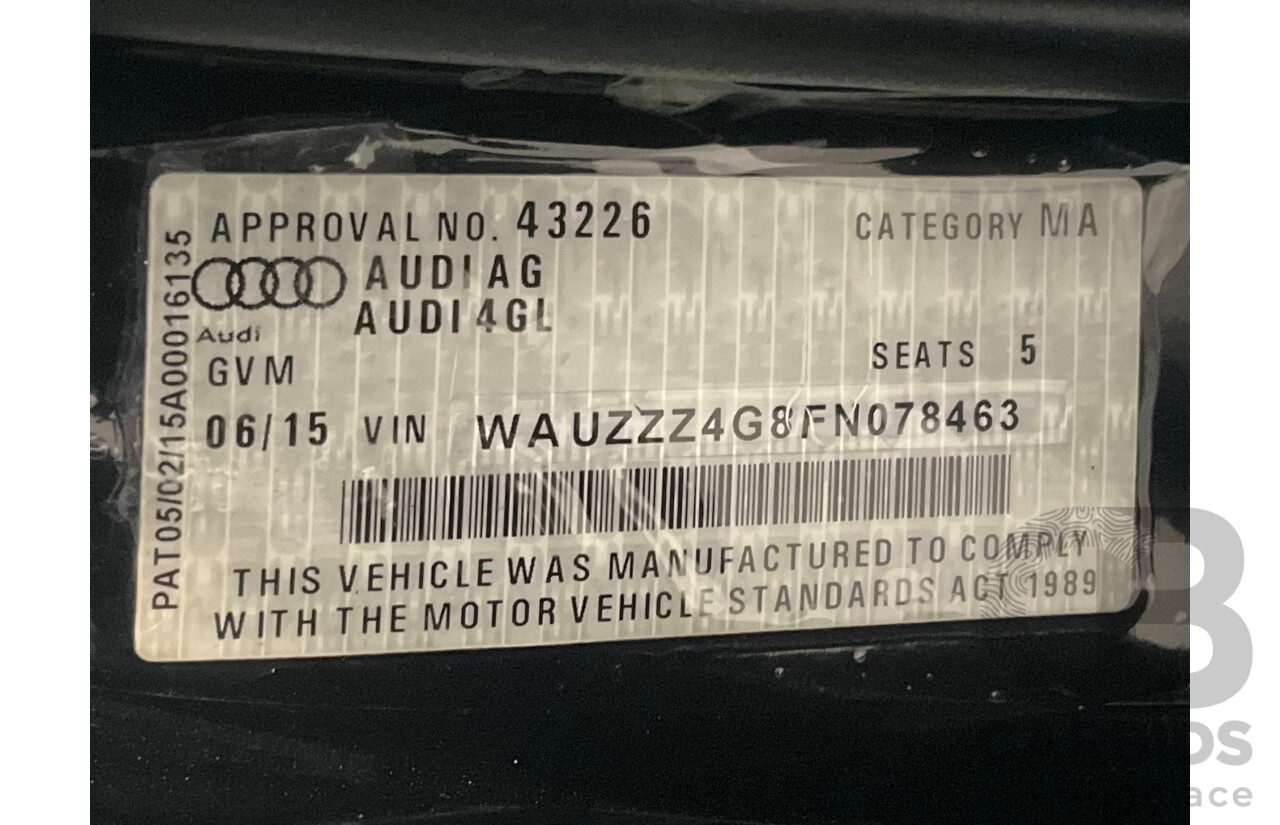 APPROVAL NO. 43226
CATEGORY MA
AUDI AG
AUDI 4GL
Audi
GVM
SEATS 5
06/15 VIN WAUZZZ4G8FN078463
THIS VEHICLE WAS MANUFACTURED TO COMPLY
WITH THE MOTOR VEHICLE STANDARDS ACT 1989
PAT05/02/15A00016135